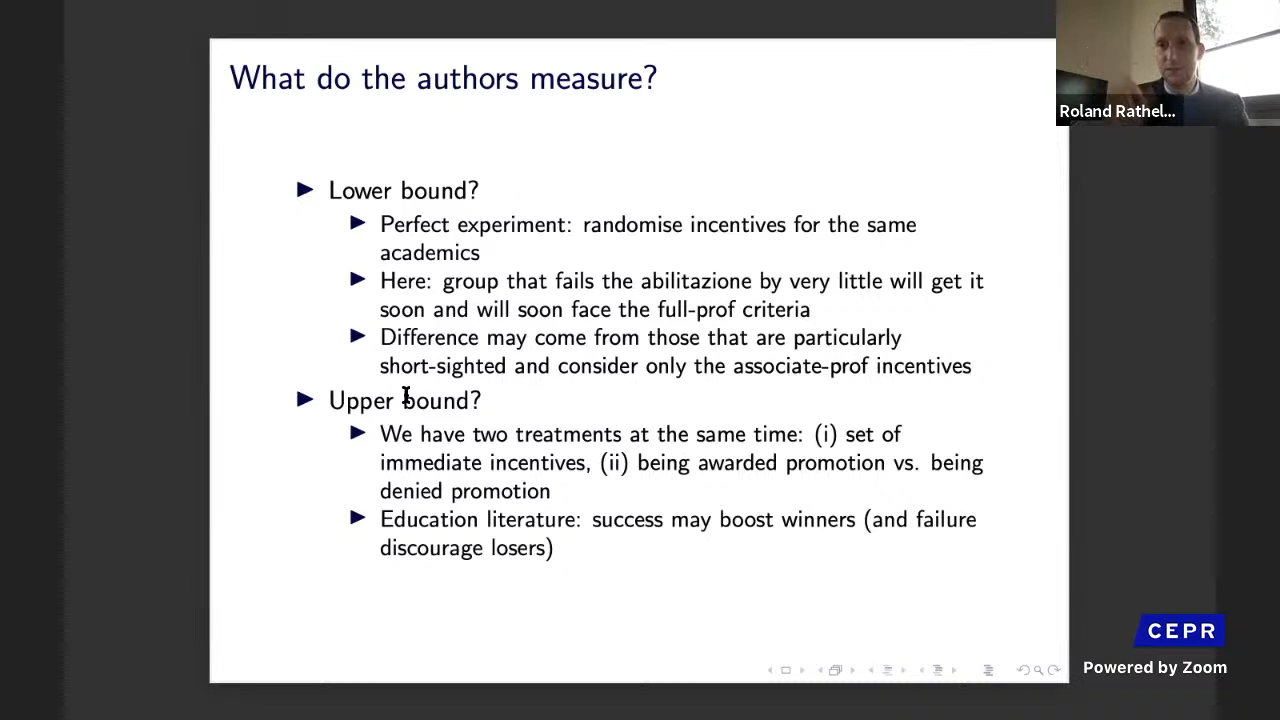 What do the authors measure?
Roland Rathel...
Lower bound?
Perfect experiment: randomise incentives for the same
academics
Here: group that fails the abilitazione by very little will get it
soon and will soon face the full-prof criteria
Difference may come from those that are particularly
short-sighted and consider only the associate-prof incentives
Upper bound?
We have two treatments at the same time: (i) set of
immediate incentives, (ii) being awarded promotion vs. being
denied promotion
Education literature: success may boost winners (and failure
discourage losers)
CEPR
Powered by Zoom